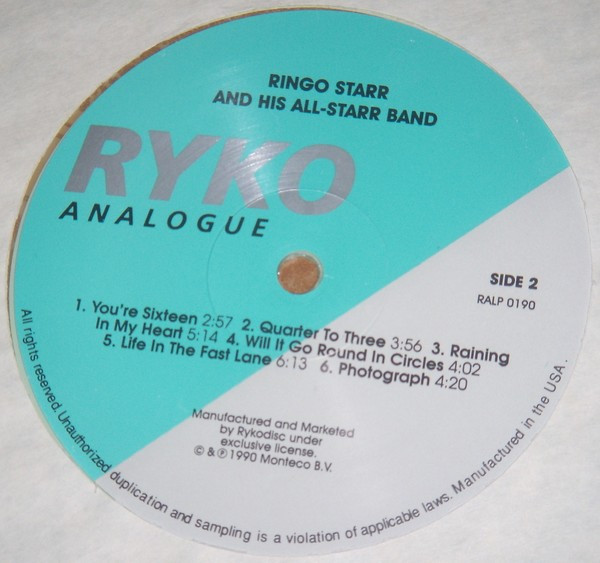 RINGO STARR
AND HIS ALL-STARR BAND
RYKO
ANALOGUE
SIDE 2
RALP 0190
1. You're Sixteen 2:57 2. Quarter To Three 3:56 3. Raining
In My Heart 5:14 4. Will It Go Round In Circles 4:02
5. Life In The Fast Lane 6:13 6. Photograph 4:20
Manufactured and Marketed
by Rykodisc under
exclusive license.
© & ℗ 1990 Monteco B.V.
All rights reserved. Unauthorized duplication and sampling is a violation of applicable laws. Manufactured in the USA.